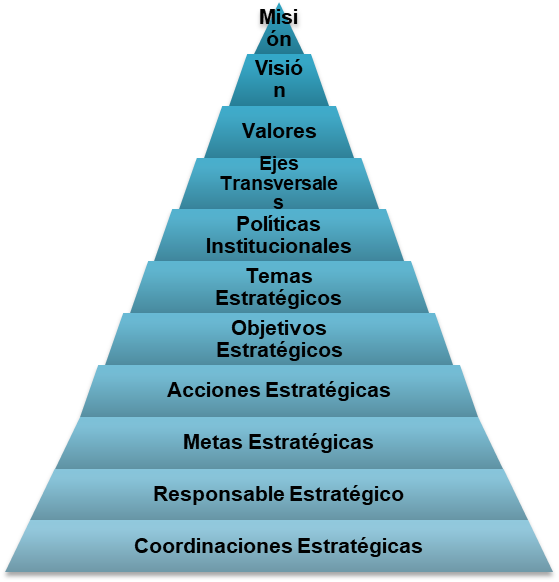 Misi
ón
Visió
n
Valores
Ejes
Transversale
s
Políticas
Institucionales
Temas
Estratégicos
Objetivos
Estratégicos
Acciones Estratégicas
Metas Estratégicas
Responsable Estratégico
Coordinaciones Estratégicas